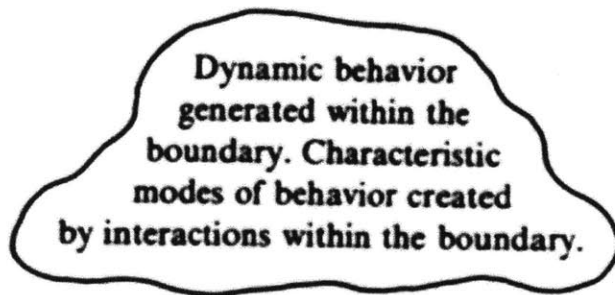 Dynamic behavior
generated within the
boundary. Characteristic
modes of behavior created
by interactions within the boundary.